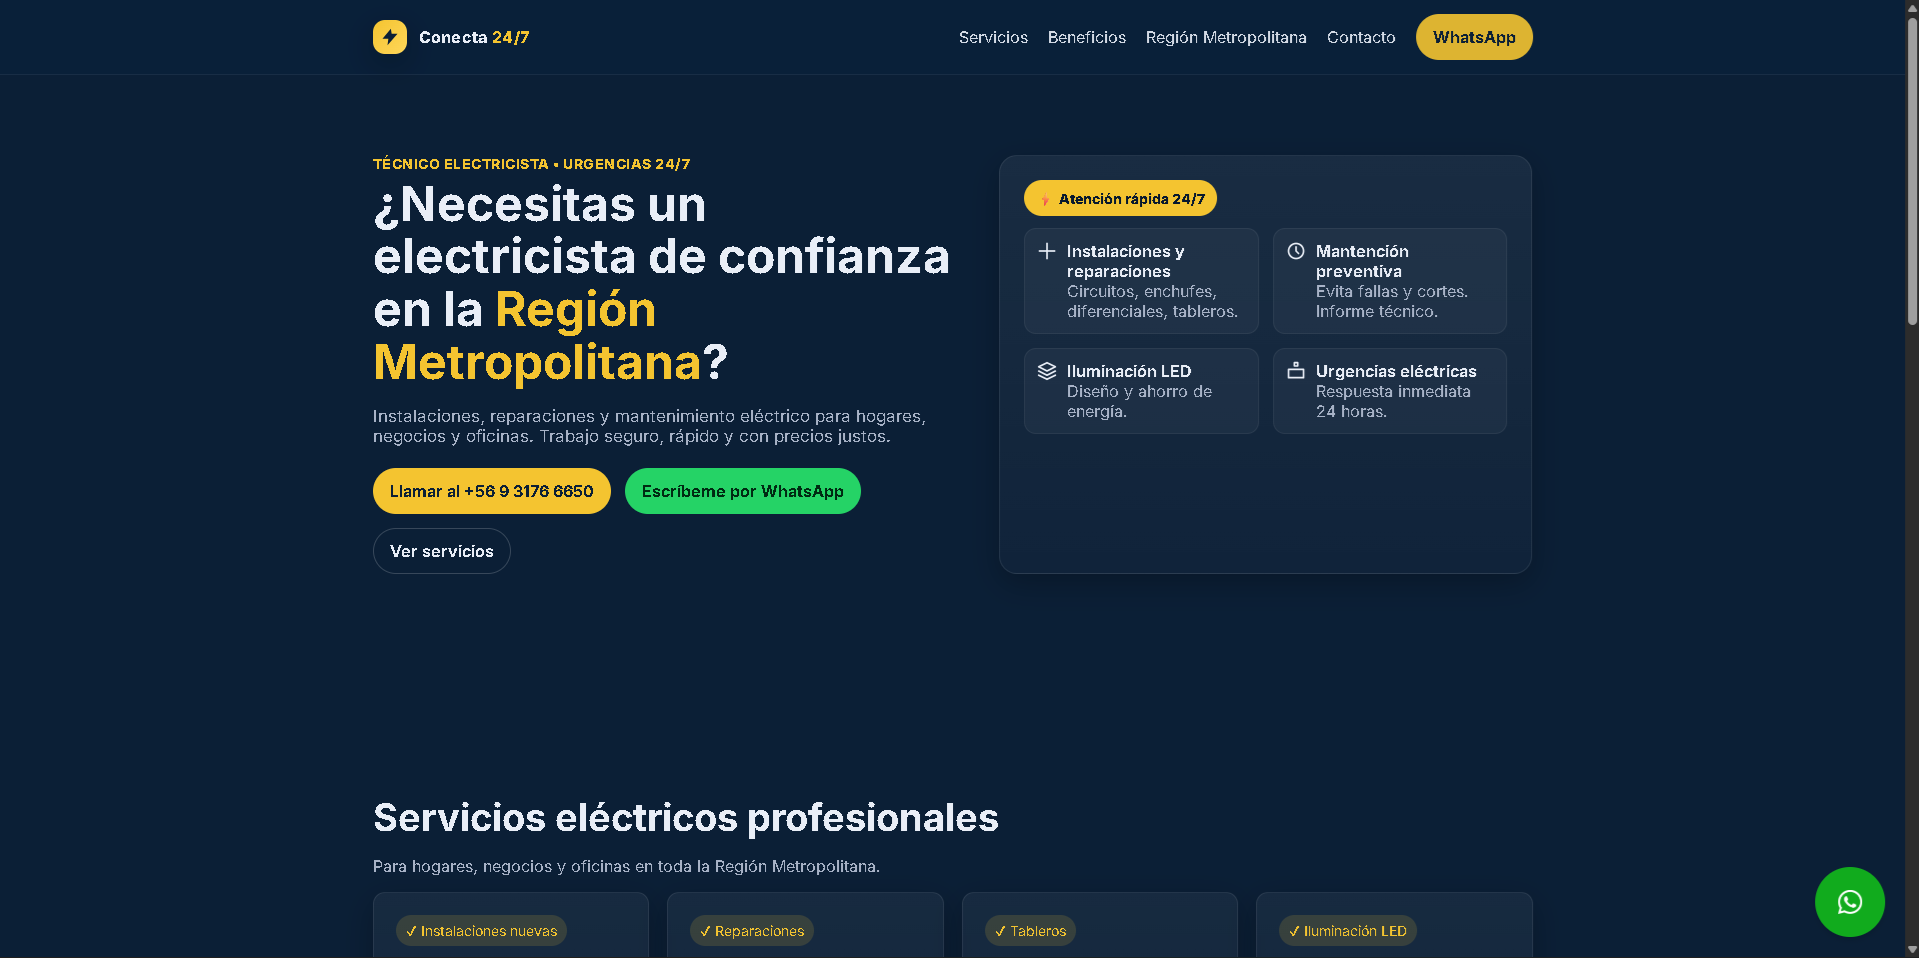 Conecta 24/7
Servicios
Beneficios
Región Metropolitana
Contacto
WhatsApp
TÉCNICO ELECTRICISTA • URGENCIAS 24/7
¿Necesitas un
electricista de confianza
en la Región
Metropolitana?
Instalaciones, reparaciones y mantenimiento eléctrico para hogares,
negocios y oficinas. Trabajo seguro, rápido y con precios justos.
Llamar al +56 9 3176 6650
Escríbeme por WhatsApp
Ver servicios
Atención rápida 24/7
Instalaciones y
reparaciones
Circuitos, enchufes,
diferenciales, tableros.
Mantención
preventiva
Evita fallas y cortes.
Informe técnico.
Iluminación LED
Diseño y ahorro de
energía.
Urgencias eléctricas
Respuesta inmediata
24 horas.
Servicios eléctricos profesionales
Para hogares, negocios y oficinas en toda la Región Metropolitana.
✓ Instalaciones nuevas
✓ Reparaciones
✓ Tableros
✓ Iluminación LED